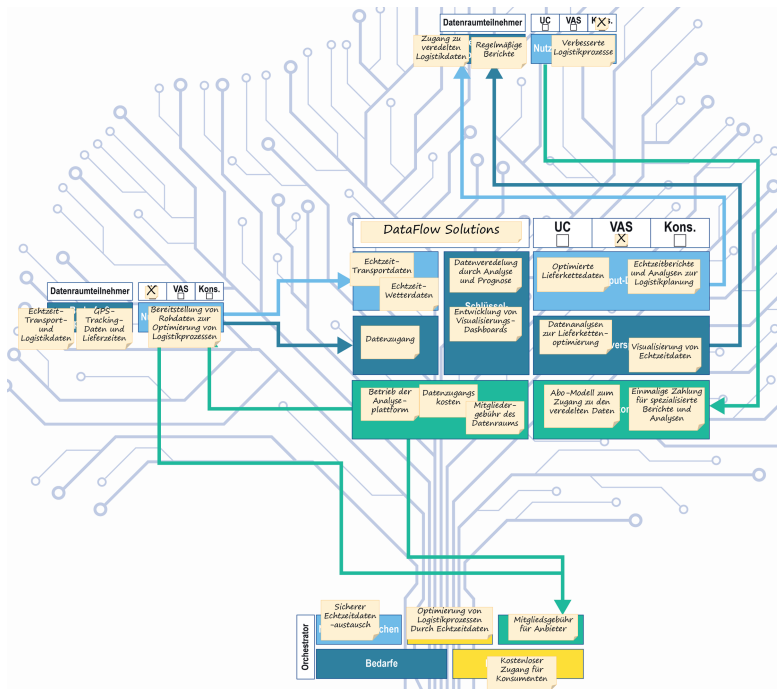 Datenraumteilnehmer
UC
VAS
X
Zugang zu
veredelten
Logistikdaten
Regelmäßige
Berichte
Verbesserte
Logistikprozesse
DataFlow Solutions
UC
VAS
X
Kons.
Echtzeit-
Transportdaten
Echtzeit-
Wetterdaten
Datenveredelung
durch Analyse
und Prognose
Schlüssel-
Entwicklung von
Visualisierungs-
Dashboards
Optimierte
Lieferkettedaten
Echtzeitberichte
und Analysen zur
Logistikplanung
Datenraumteilnehmer
X
VAS
Kons.
Echtzeit-
Transport-
und
Logistikdaten
GPS-
Tracking-
Daten und
Lieferzeiten
Bereitstellung von
Rohdaten zur
Optimierung von
Logistikprozessen
Datenzugang
Datenanalysen
zur Lieferketten-
optimierung
Visualisierung von
Echtzeitdaten
Betrieb der
Analyse-
plattform
Datenzugangs
kosten
Mitglieder-
gebühr des
Datenraums
Abo-Modell zum
Zugang zu den
veredelten Daten
Einmalige Zahlung
für spezialisierte
Berichte und
Analysen
Orchestrator
Sicherer
Echtzeitdaten
-austausch
Optimierung von
Logistikprozessen
Durch Echtzeitdaten
Mitgliedsgebühr
für Anbieter
Bedarfe
Kostenloser
Zugang für
Konsumenten